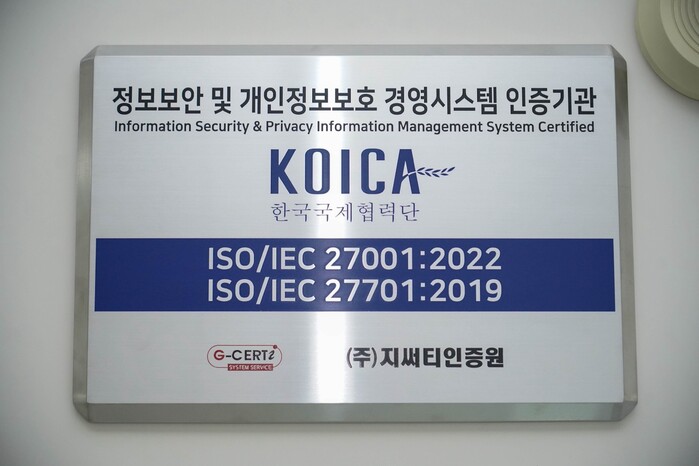 정보보안 및 개인정보보호 경영시스템 인증기관
Information Security & Privacy Information Management System Certified
KOICA
한국국제협력단
ISO/IEC 27001:2022
ISO/IEC 27701:2019
G-CERTi
SYSTEM SERVICE
(주)지써티인증원